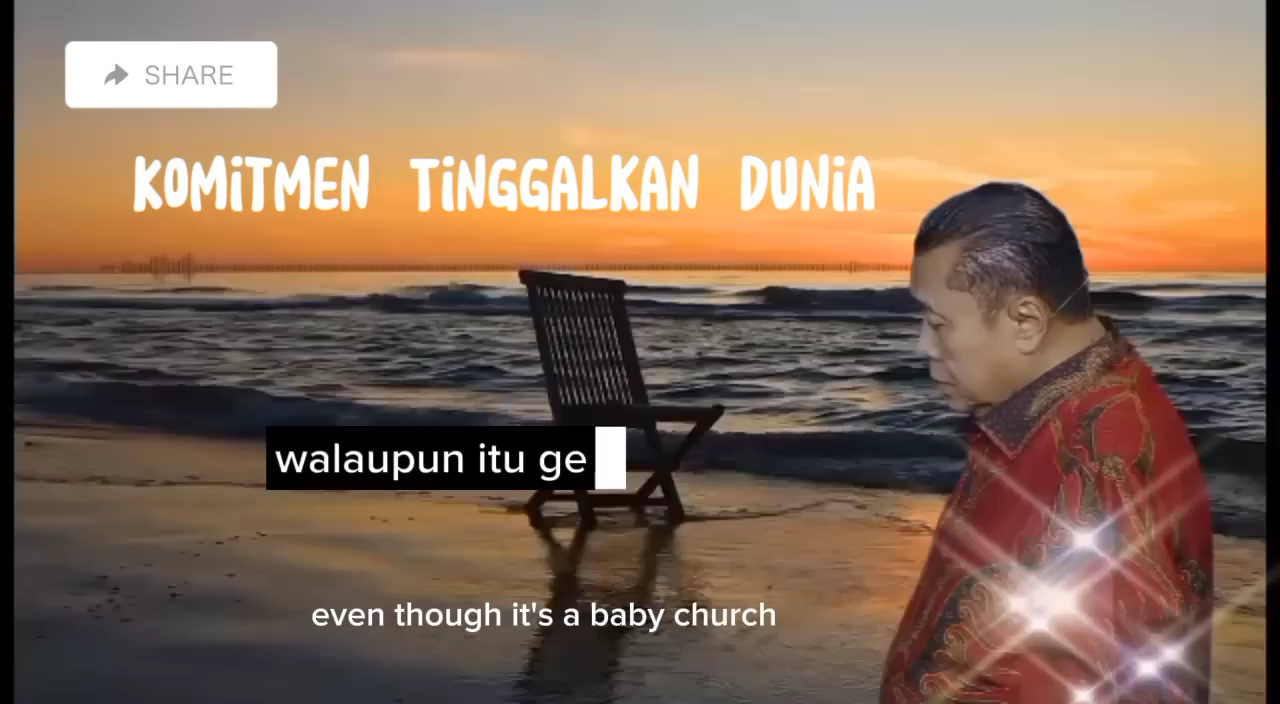 SHARE
KOMiTMEN TiNGGALKAN DUNiA
walaupun itu ge
even though it's a baby church